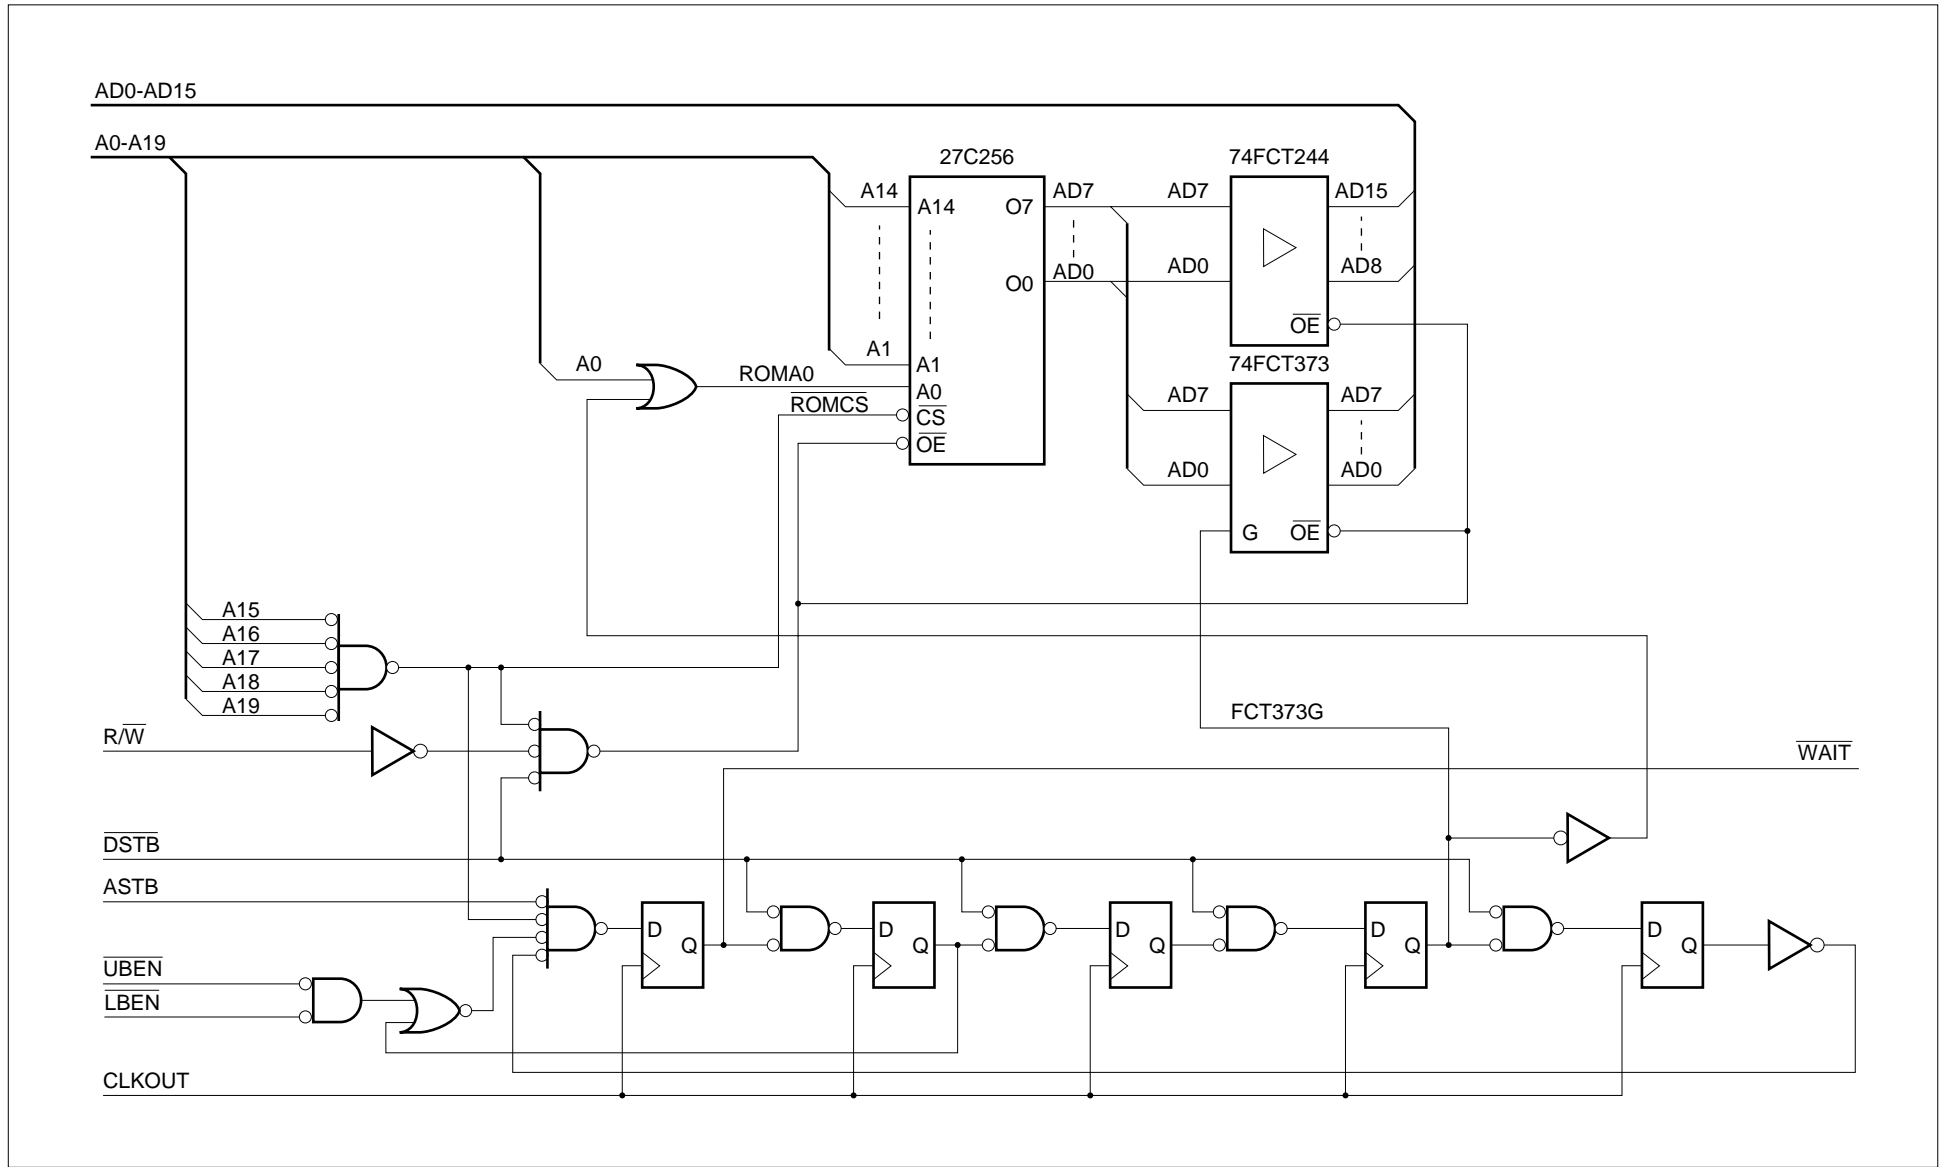 AD0-AD15
A0-A19
27C256
74FCT244
A14
A14
O7
AD7
AD7
AD15
O0
AD0
AD0
AD8
OE
A1
A1
74FCT373
A0
ROMA0
A0
ROMCS
CS
OE
AD7
AD7
AD0
AD0
G
OE
A15
A16
A17
A18
A19
R/W
FCT373G
WAIT
DSTB
ASTB
D
Q
D
Q
D
Q
D
Q
D
Q
UBEN
LBEN
CLKOUT